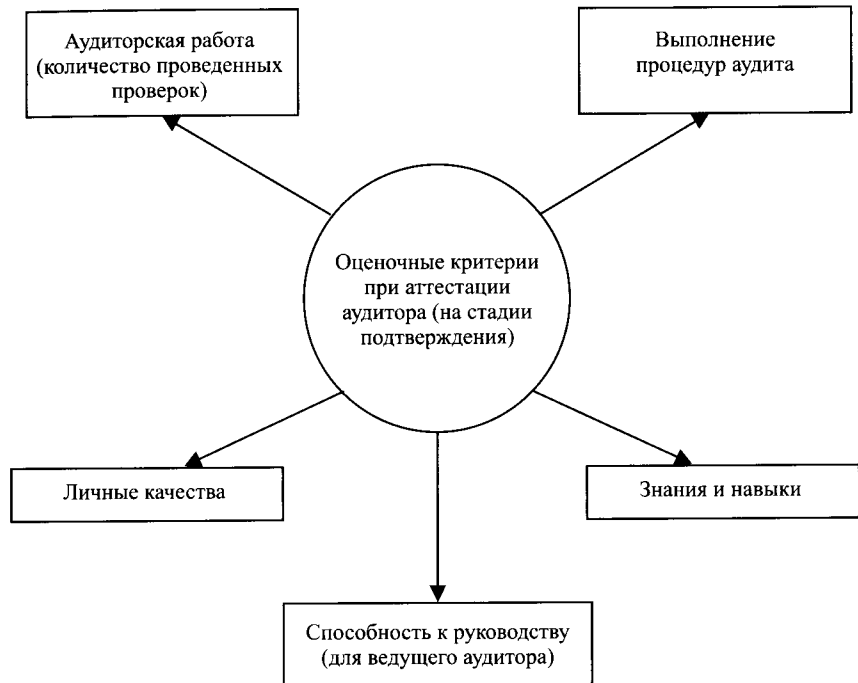 Аудиторская работа
(количество проведенных
проверок)
Выполнение
процедур аудита
Оценочные критерии
при аттестации
аудитора (на стадии
подтверждения)
Личные качества
Знания и навыки
Способность к руководству
(для ведущего аудитора)